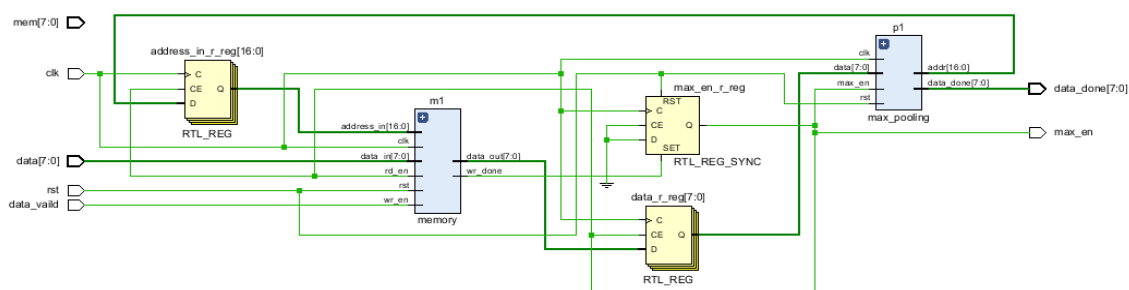 mem[7:0]
clk
data[7:0]
rst
data_vaild
address_in_r_reg[16:0]
C
CE
Q
D
RTL_REG
m1
address_in[16:0]
clk
data_in[7:0]
data_out[7:0]
rd_en
wr_done
rst
wr_en
memory
max_en_r_reg
RST
C
CE
Q
D
SET
RTL_REG_SYNC
data_r_reg[7:0]
C
CE
Q
D
RTL_REG
p1
clk
data[7:0]
addr[16:0]
max_en
data_done[7:0]
rst
max_pooling
data_done[7:0]
max_en